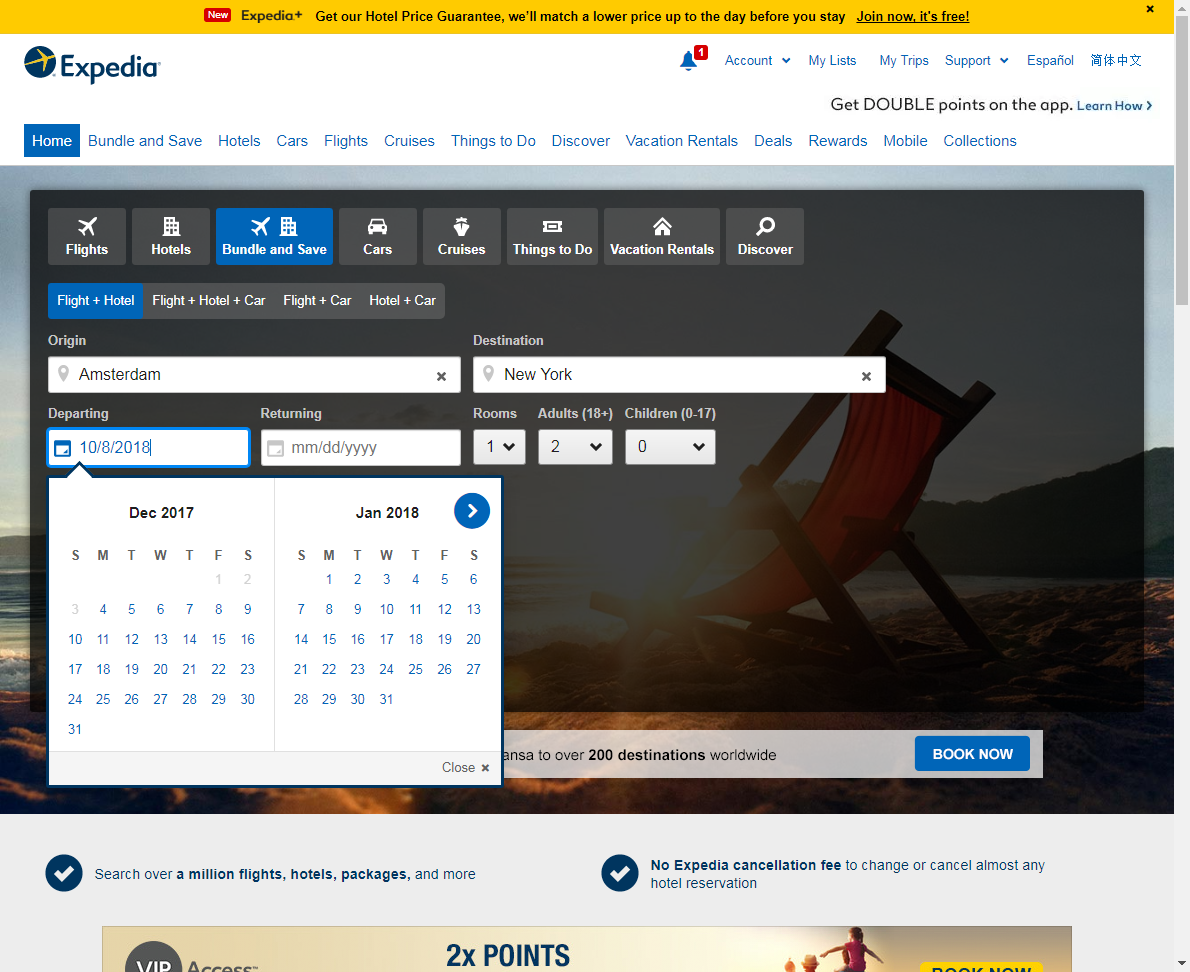 New Expedia+ Get our Hotel Price Guarantee, we'll match a lower price up to the day before you stay Join now, it's free!
Expedia
1 Account My Lists My Trips Support Español 简体中文
Get DOUBLE points on the app. Learn How
Home Bundle and Save Hotels Cars Flights Cruises Things to Do Discover Vacation Rentals Deals Rewards Mobile Collections
Flights Hotels Bundle and Save Cars Cruises Things to Do Vacation Rentals Discover
Flight + Hotel Flight + Hotel + Car Flight + Car Hotel + Car
Origin Destination
Amsterdam New York
Departing Returning Rooms Adults (18+) Children (0-17)
10/8/2018 mm/dd/yyyy 1 2 0
Dec 2017 Jan 2018
S M T W T F S S M T W T F S
1 2 1 2 3 4 5 6
3 4 5 6 7 8 9 7 8 9 10 11 12 13
10 11 12 13 14 15 16 14 15 16 17 18 19 20
17 18 19 20 21 22 23 21 22 23 24 25 26 27
24 25 26 27 28 29 30 28 29 30 31
31
ansa to over 200 destinations worldwide BOOK NOW
Close
Search over a million flights, hotels, packages, and more
No Expedia cancellation fee to change or cancel almost any
hotel reservation
2x POINTS
VIP Access
BOOK NOW